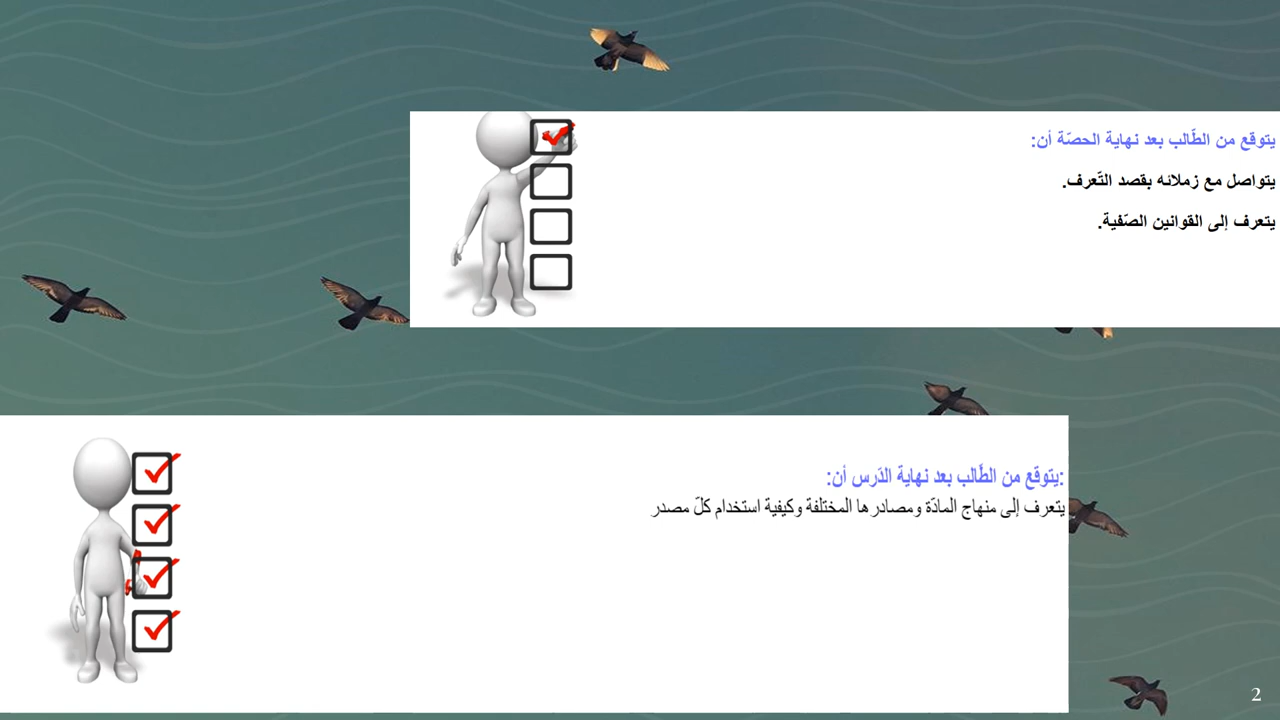 يتوقع من الطّالب بعد نهاية الحصّة أن:
يتواصل مع زملائه بقصد التّعرف.
يتعرف إلى القوانين الصّفية.
:يتوقع من الطّالب بعد نهاية الدّرس أن:
يتعرف إلى منهاج المادّة ومصادرها المختلفة وكيفية استخدام كلّ مصدر
2